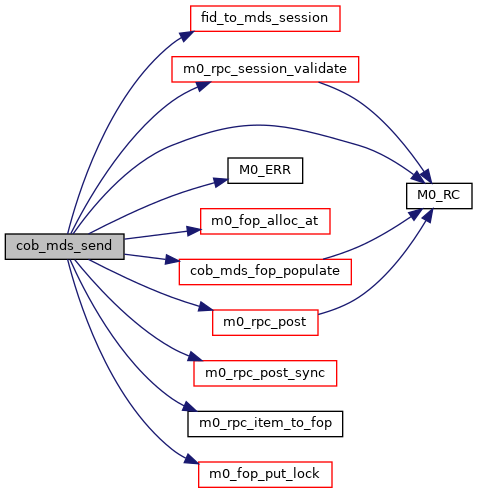 fid_to_mds_session
m0_rpc_session_validate
M0_ERR
M0_RC
m0_fop_alloc_at
cob_mds_send
cob_mds_fop_populate
m0_rpc_post
m0_rpc_post_sync
m0_rpc_item_to_fop
m0_fop_put_lock